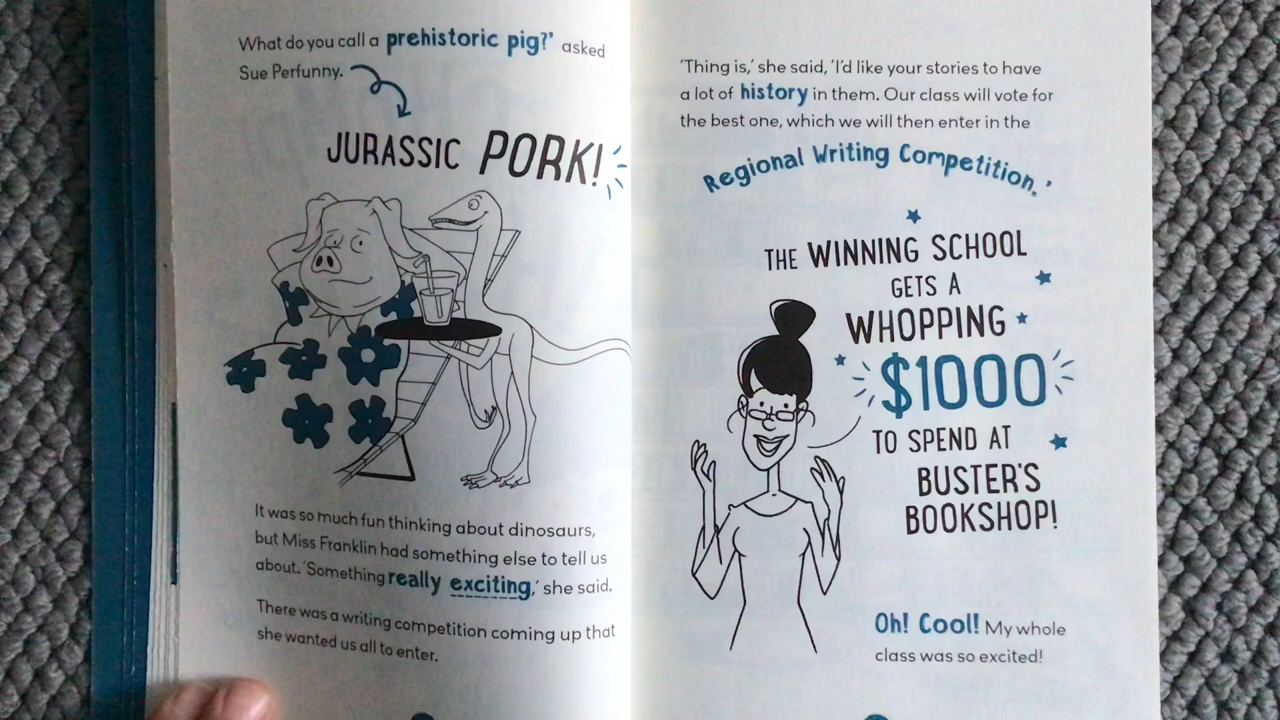 What do you call a prehistoric pig?' asked
Sue Perfunny.
JURASSIC PORK!
It was so much fun thinking about dinosaurs,
but Miss Franklin had something else to tell us
about. 'Something really exciting,' she said.
There was a writing competition coming up that
she wanted us all to enter.
'Thing is,' she said, 'I'd like your stories to have
a lot of history in them. Our class will vote for
the best one, which we will then enter in the
Regional Writing Competition.'
THE WINNING SCHOOL
GETS A
WHOPPING
$1000
TO SPEND AT
BUSTER'S
BOOKSHOP!
Oh! Cool! My whole
class was so excited!